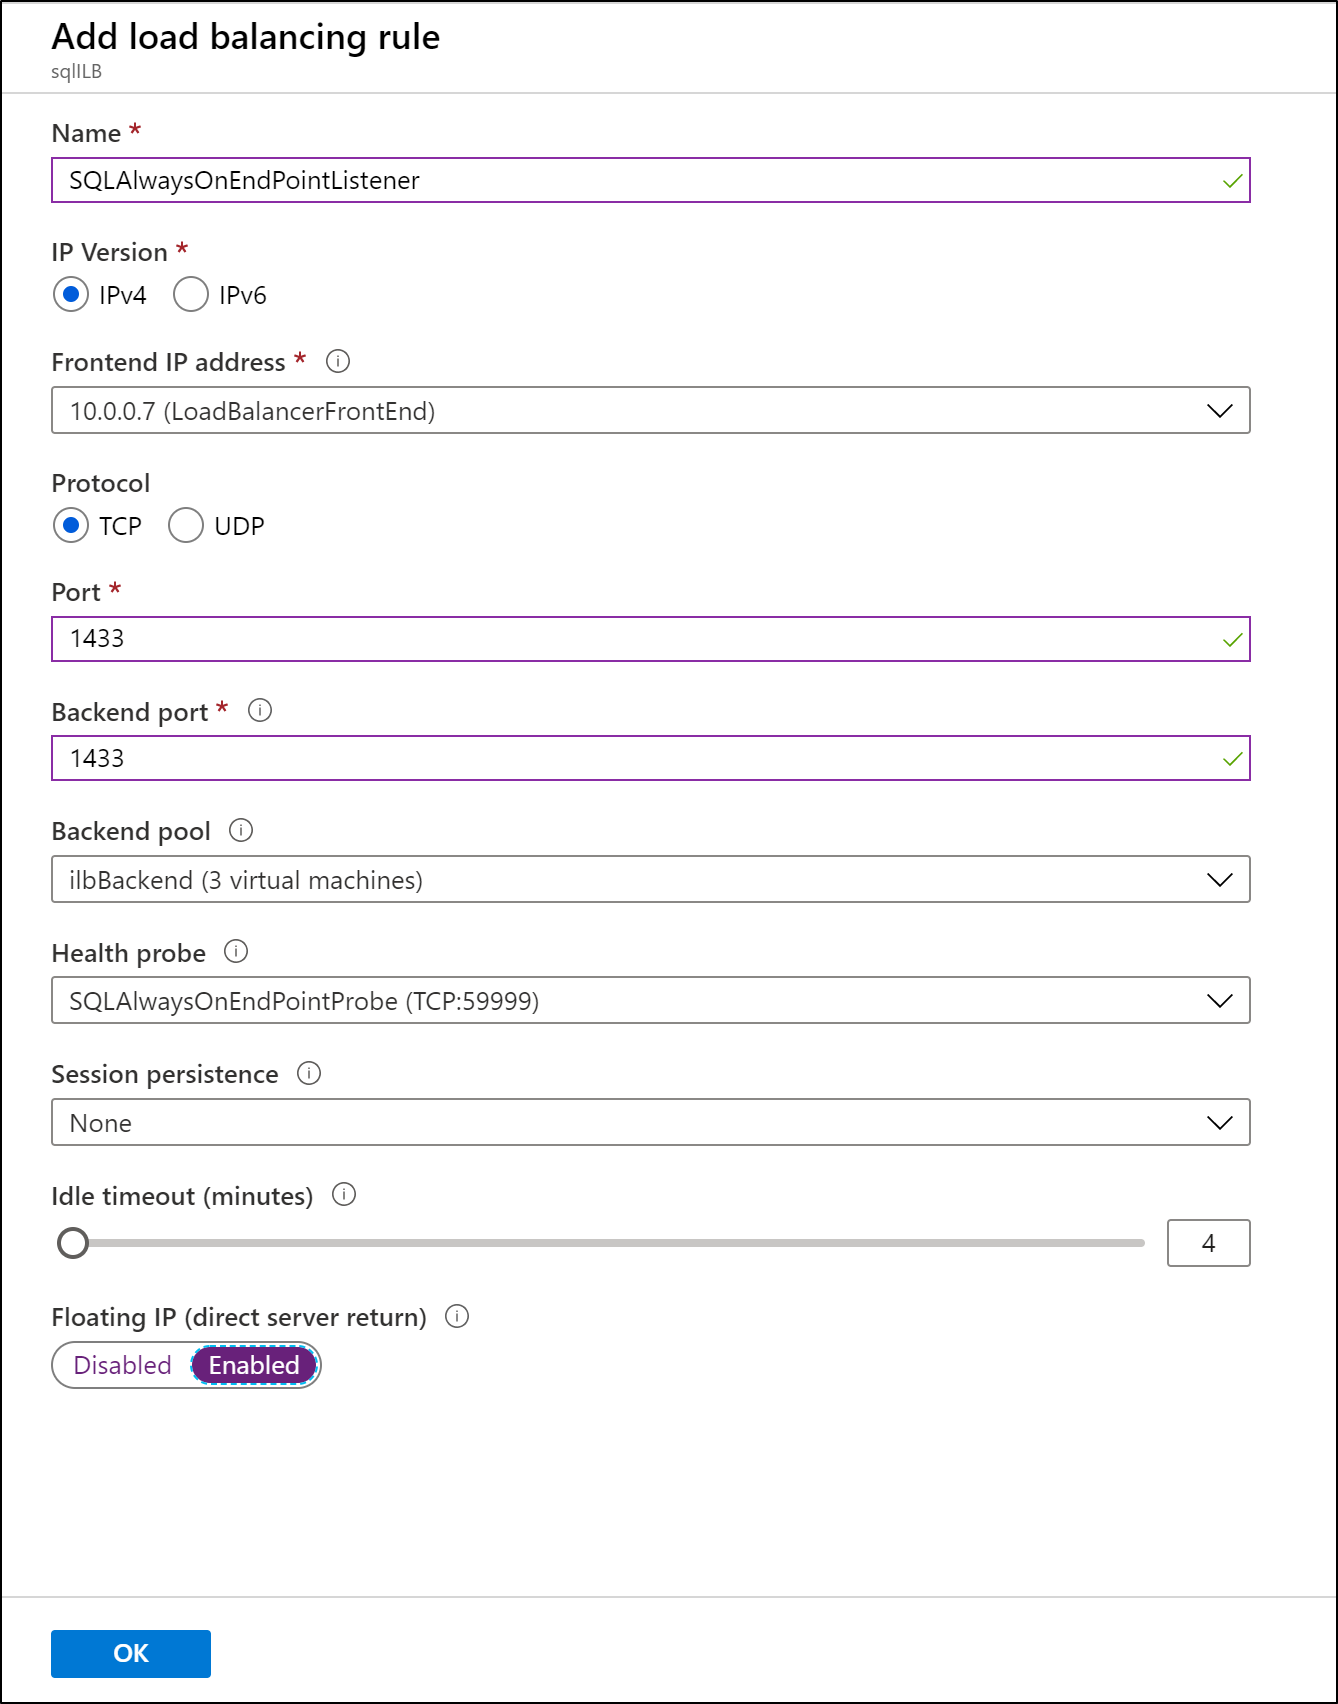 Add load balancing rule
sqlILB
Name *
SQLAlwaysOnEndPointListener
IP Version *
IPv4 IPv6
Frontend IP address *
10.0.0.7 (LoadBalancerFrontEnd)
Protocol
TCP UDP
Port *
1433
Backend port *
1433
Backend pool
ilbBackend (3 virtual machines)
Health probe
SQLAlwaysOnEndPointProbe (TCP:59999)
Session persistence
None
Idle timeout (minutes)
4
Floating IP (direct server return)
Disabled Enabled
OK